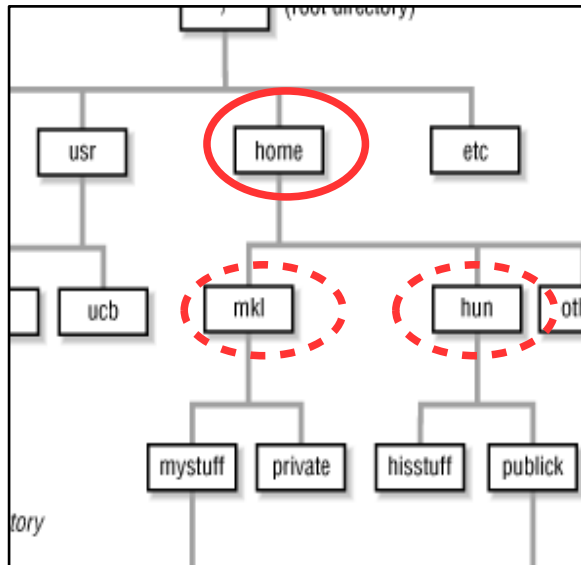 / (root directory)
usr home etc
ucb mkl hun
mystuff private hisstuff publick